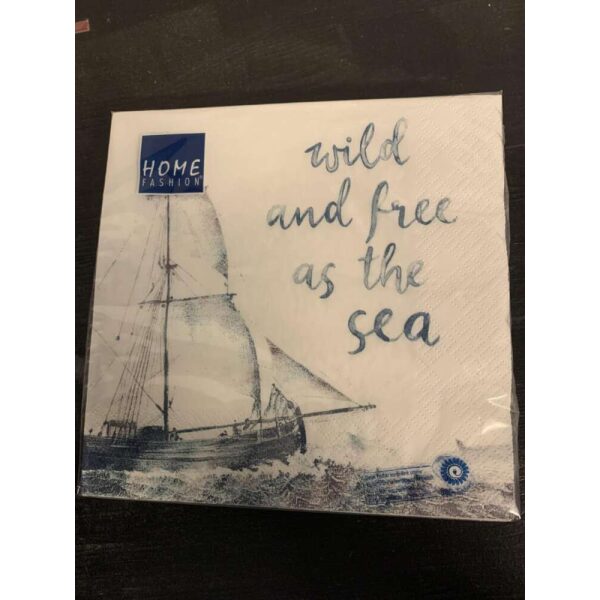 HOME
FASHION
wild
and free
as the
sea